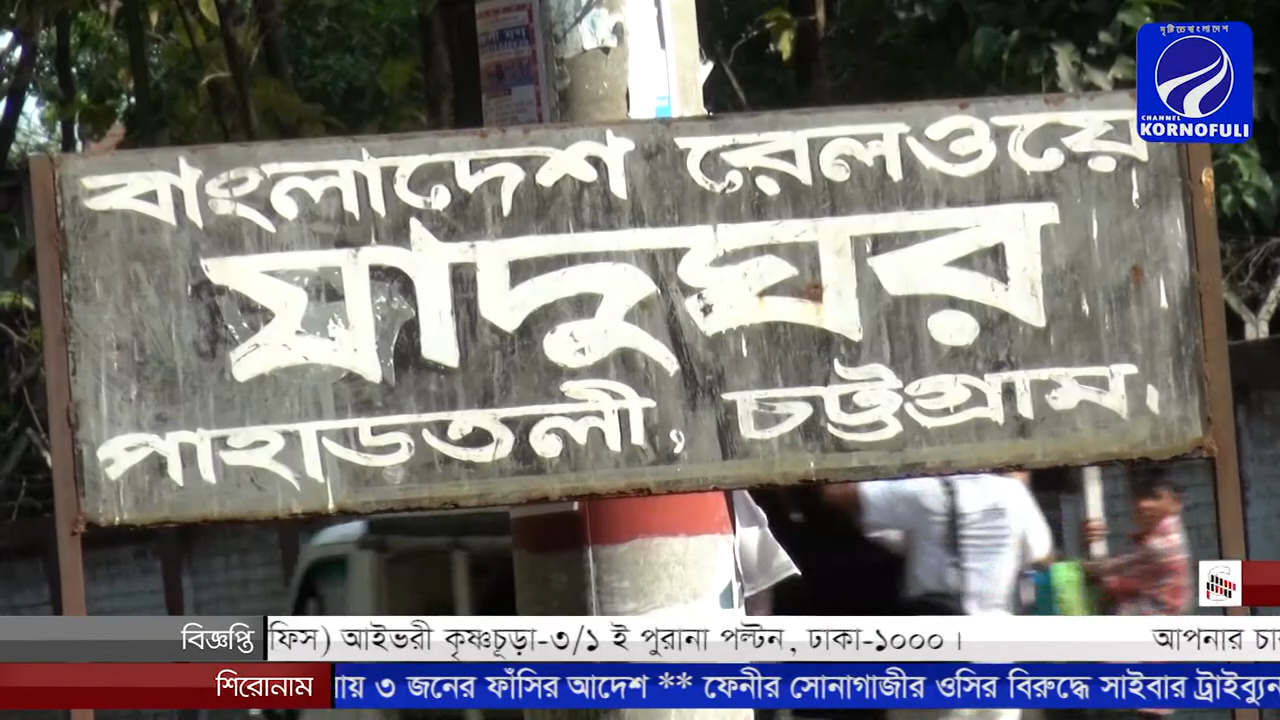 দৃষ্টিতে বাংলাদেশ
CHANNEL
KORNOFULI
বাংলাদেশ রেলওয়ে
যাদুঘর
পাহাড়তলী, চট্টগ্রাম।
বিজ্ঞপ্তি ফিস) আইভরী কৃষ্ণচূড়া-৩/১ ই পুরানা পল্টন, ঢাকা-১০০০। আপনার
শিরোনাম ৩ জনের ফাঁসির আদেশ ** ফেনীর সোনাগাজীর ওসির বিরুদ্ধে সাইবার